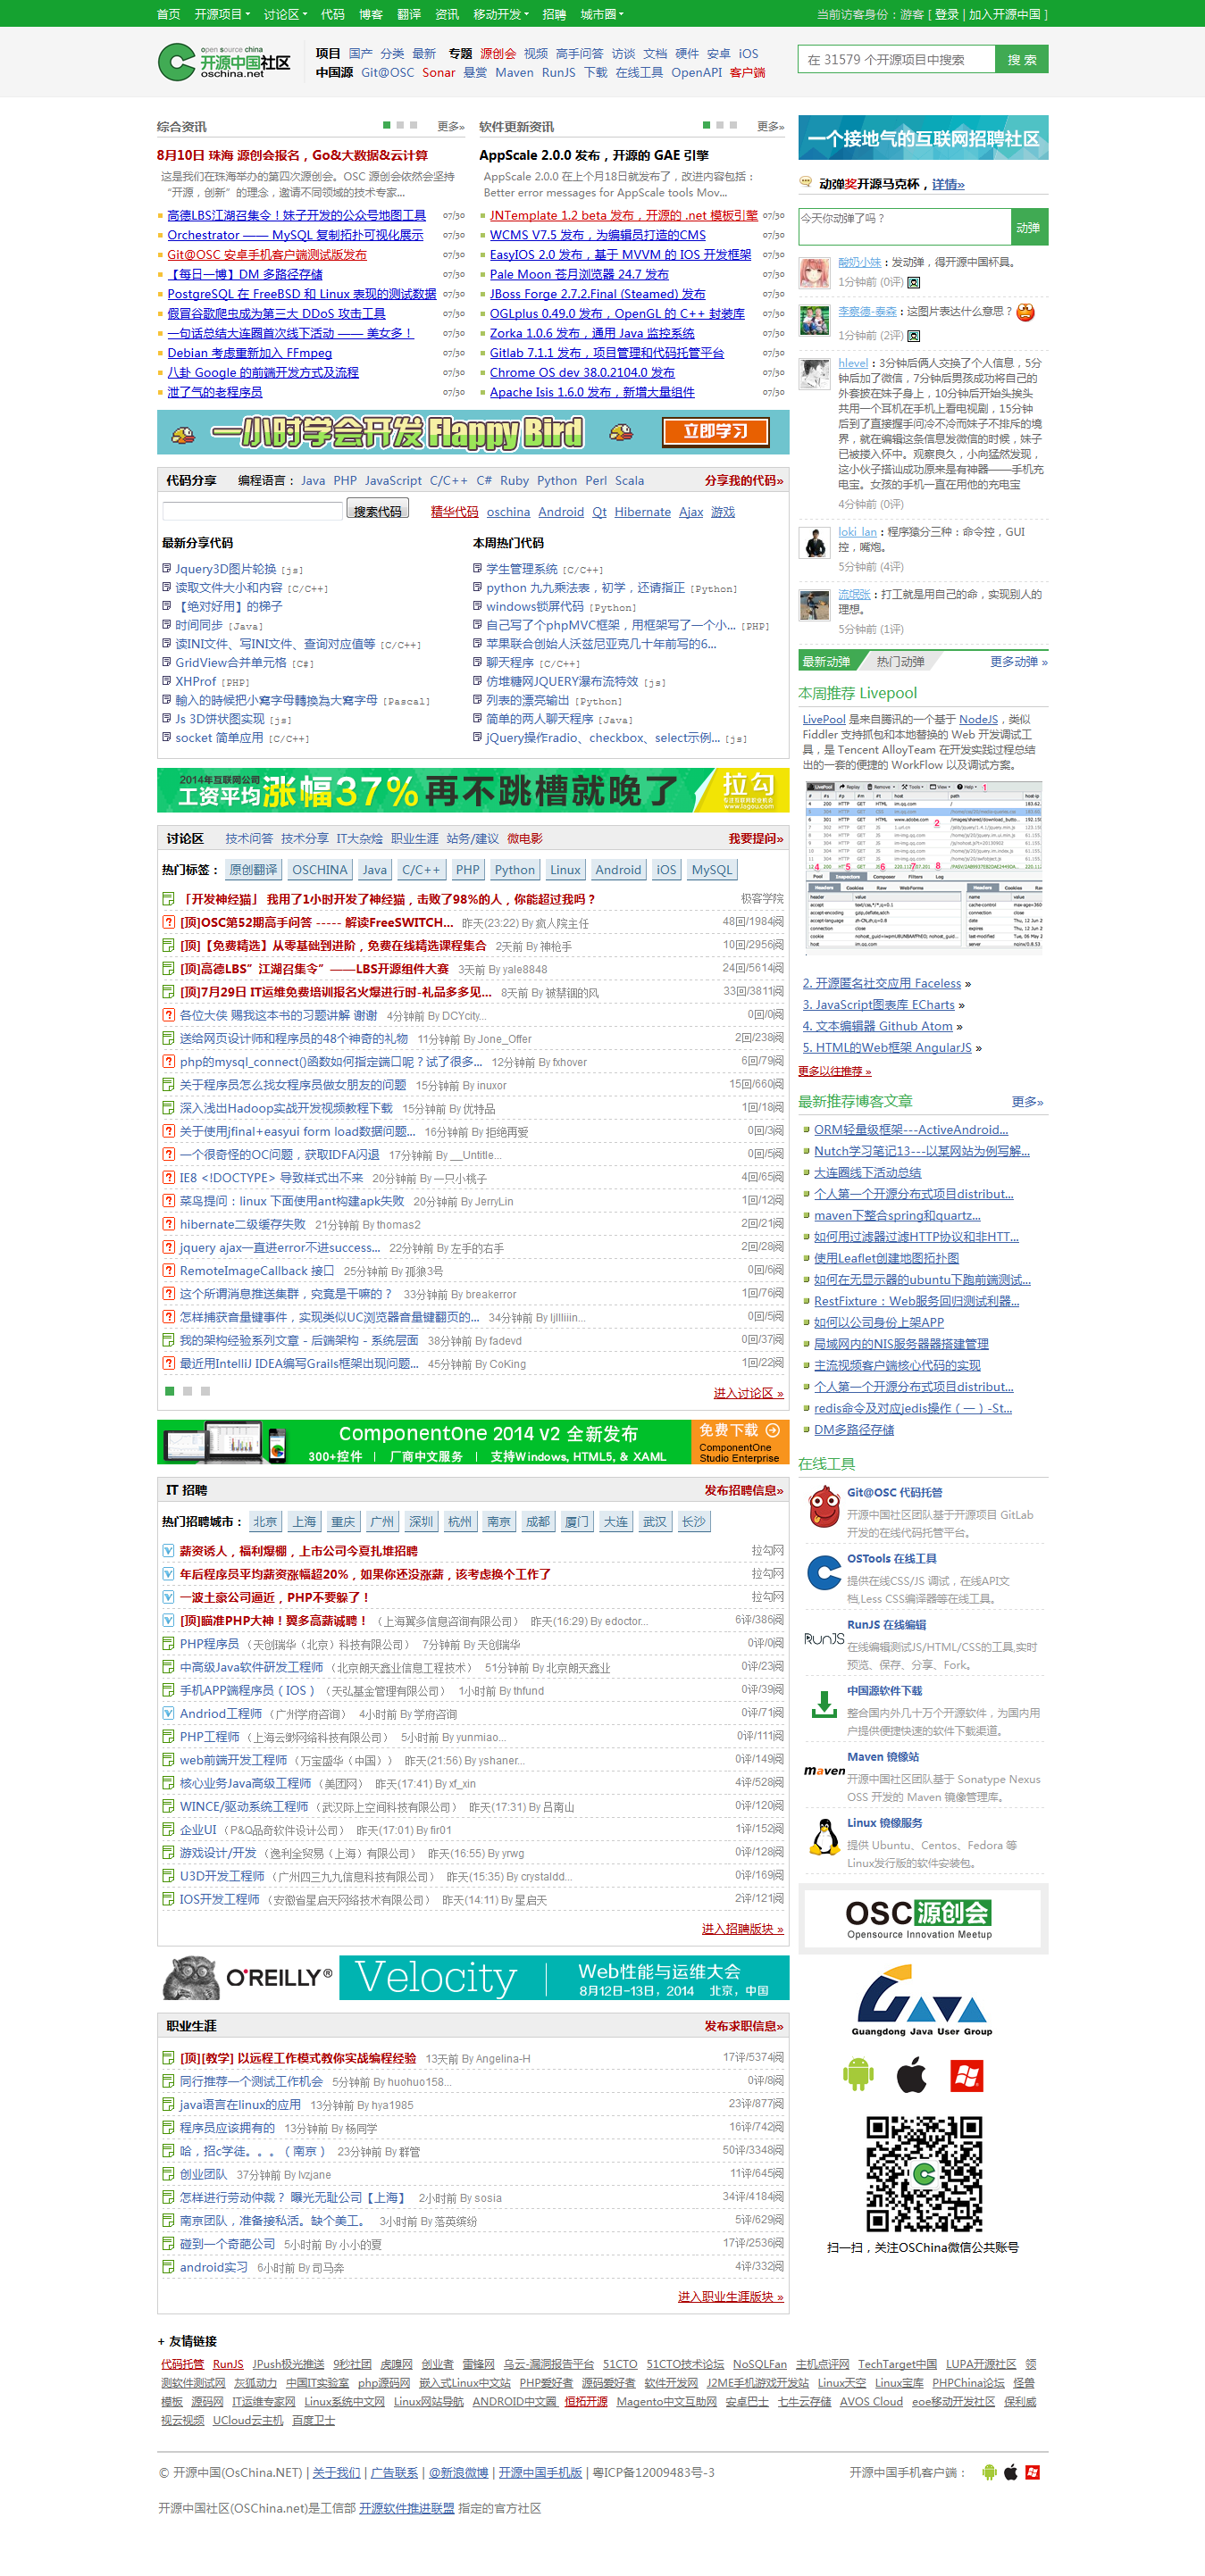 首页 开源项目 讨论区 代码 博客 翻译 资讯 移动开发 招聘 城市圈 当前访客身份：游客 [ 登录 | 加入开源中国 ]
open source china
开源中国社区
oschina.net
项目 国产 分类 最新 专题 源创会 视频 高手问答 访谈 文档 硬件 安卓 iOS
中国源 Git@OSC Sonar 悬赏 Maven RunJS 下载 在线工具 OpenAPI 客户端
在 31579 个开源项目中搜索 搜 索
综合资讯 更多»
8月10日 珠海 源创会报名，Go&大数据&云计算
这是我们在珠海举办的第四次源创会。OSC 源创会依然会坚持
“开源，创新”的理念，邀请不同领域的技术专家...
高德LBS江湖召集令！妹子开发的公众号地图工具 07/30
Orchestrator —— MySQL 复制拓扑可视化展示 07/30
Git@OSC 安卓手机客户端测试版发布 07/30
【每日一博】DM 多路径存储 07/30
PostgreSQL 在 FreeBSD 和 Linux 表现的测试数据 07/30
假冒谷歌爬虫成为第三大 DDoS 攻击工具 07/30
一句话总结大连圈首次线下活动 —— 美女多！ 07/30
Debian 考虑重新加入 FFmpeg 07/30
八卦 Google 的前端开发方式及流程 07/30
泄了气的老程序员 07/30
软件更新资讯 更多»
AppScale 2.0.0 发布，开源的 GAE 引擎
AppScale 2.0.0 在上个月18日就发布了，改进内容包括：
Better error messages for AppScale tools Mov...
JNTemplate 1.2 beta 发布，开源的 .net 模板引擎 07/30
WCMS V7.5 发布，为编辑员打造的CMS 07/30
EasyIOS 2.0 发布，基于 MVVM 的 IOS 开发框架 07/30
Pale Moon 苍月浏览器 24.7 发布 07/30
JBoss Forge 2.7.2.Final (Steamed) 发布 07/30
OGLplus 0.49.0 发布，OpenGL 的 C++ 封装库 07/30
Zorka 1.0.6 发布，通用 Java 监控系统 07/30
Gitlab 7.1.1 发布，项目管理和代码托管平台 07/30
Chrome OS dev 38.0.2104.0 发布 07/30
Apache Isis 1.6.0 发布，新增大量组件 07/30
一小时学会开发 Flappy Bird 立即学习
代码分享 编程语言： Java PHP JavaScript C/C++ C# Ruby Python Perl Scala 分享我的代码»
搜索代码 精华代码 oschina Android Qt Hibernate Ajax 游戏
最新分享代码
Jquery3D图片轮换 [js]
读取文件大小和内容 [C/C++]
【绝对好用】的梯子
时间同步 [Java]
读INI文件、写INI文件、查询对应值等 [C/C++]
GridView合并单元格 [C#]
XHProf [PHP]
輸入的時候把小寫字母轉換為大寫字母 [Pascal]
Js 3D饼状图实现 [js]
socket 简单应用 [C/C++]
本周热门代码
学生管理系统 [C/C++]
python 九九乘法表，初学，还请指正 [Python]
windows锁屏代码 [Python]
自己写了个phpMVC框架，用框架写了一个小... [PHP]
苹果联合创始人沃兹尼亚克几十年前写的6...
聊天程序 [C/C++]
仿堆糖网JQUERY瀑布流特效 [js]
列表的漂亮输出 [Python]
简单的两人聊天程序 [Java]
jQuery操作radio、checkbox、select示例... [js]
2014年互联网公司
工资平均涨幅37%再不跳槽就晚了 拉勾
www.lagou.com
讨论区 技术问答 技术分享 IT大杂烩 职业生涯 站务/建议 微电影 我要提问»
热门标签： 原创翻译 OSCHINA Java C/C++ PHP Python Linux Android iOS MySQL
「开发神经猫」 我用了1小时开发了神经猫，击败了98%的人，你能超过我吗？ 极客学院
[顶]OSC第52期高手问答 ----- 解读FreeSWITCH... 昨天(23:22) By 疯人院主任 48回/1984阅
[顶]【免费精选】从零基础到进阶，免费在线精选课程集合 2天前 By 神枪手 10回/2956阅
[顶]高德LBS”江湖召集令”——LBS开源组件大赛 3天前 By yale8848 24回/5614阅
[顶]7月29日 IT运维免费培训报名火爆进行时-礼品多多见... 8天前 By 被禁锢的风 33回/3811阅
各位大侠 赐我这本书的习题讲解 谢谢 4分钟前 By DCYcity... 0回/0阅
送给网页设计师和程序员的48个神奇的礼物 11分钟前 By Jone_Offer 2回/238阅
php的mysql_connect()函数如何指定端口呢？试了很多... 12分钟前 By fxhover 6回/79阅
关于程序员怎么找女程序员做女朋友的问题 15分钟前 By inuxor 15回/660阅
深入浅出Hadoop实战开发视频教程下载 15分钟前 By 优特品 1回/18阅
关于使用jfinal+easyui form load数据问题... 16分钟前 By 拒绝再爱 0回/3阅
一个很奇怪的OC问题，获取IDFA闪退 17分钟前 By __Untitle... 0回/5阅
IE8 <!DOCTYPE> 导致样式出不来 20分钟前 By 一只小桃子 4回/65阅
菜鸟提问：linux 下面使用ant构建apk失败 20分钟前 By JerryLin 1回/12阅
hibernate二级缓存失败 21分钟前 By thomas2 2回/21阅
jquery ajax一直进error不进success... 22分钟前 By 左手的右手 2回/28阅
RemoteImageCallback 接口 25分钟前 By 孤狼3号 0回/6阅
这个所谓消息推送集群，究竟是干嘛的？ 33分钟前 By breakerror 1回/76阅
怎样捕获音量键事件，实现类似UC浏览器音量键翻页的... 34分钟前 By ljlllliin... 0回/5阅
我的架构经验系列文章 - 后端架构 - 系统层面 38分钟前 By fadevd 0回/37阅
最近用IntelliJ IDEA编写Grails框架出现问题... 45分钟前 By CoKing 1回/22阅
进入讨论区 »
ComponentOne 2014 v2 全新发布 免费下载
300+控件 | 厂商中文服务 | 支持Windows, HTML5, & XAML ComponentOne Studio Enterprise
IT 招聘 发布招聘信息»
热门招聘城市： 北京 上海 重庆 广州 深圳 杭州 南京 成都 厦门 大连 武汉 长沙
薪资诱人，福利爆棚，上市公司今夏扎堆招聘 拉勾网
年后程序员平均薪资涨幅超20%，如果你还没涨薪，该考虑换个工作了 拉勾网
一波土豪公司逼近，PHP不要躲了！ 拉勾网
[顶]瞄准PHP大神！翼多高薪诚聘！（上海翼多信息咨询有限公司） 昨天(16:29) By edoctor... 6评/386阅
PHP程序员（天创瑞华（北京）科技有限公司） 7分钟前 By 天创瑞华 0评/0阅
中高级Java软件研发工程师（北京朗天鑫业信息工程技术） 51分钟前 By 北京朗天鑫业 0评/23阅
手机APP端程序员（IOS）（天弘基金管理有限公司） 1小时前 By thfund 0评/39阅
Andriod工程师（广州学府咨询） 4小时前 By 学府咨询 0评/71阅
PHP工程师（上海云眇网络科技有限公司） 5小时前 By yunmiao... 0评/111阅
web前端开发工程师（万宝盛华（中国）） 昨天(21:56) By yshaner... 0评/149阅
核心业务Java高级工程师（美团网） 昨天(17:41) By xf_xin 4评/528阅
WINCE/驱动系统工程师（武汉际上空间科技有限公司） 昨天(17:31) By 吕南山 0评/120阅
企业UI（P&Q品奇软件设计公司） 昨天(17:01) By fir01 1评/152阅
游戏设计/开发（逸利全贸易（上海）有限公司） 昨天(16:55) By yrwg 0评/128阅
U3D开发工程师（广州四三九九信息科技有限公司） 昨天(15:35) By crystaldd... 0评/169阅
IOS开发工程师（安徽省星启天网络技术有限公司） 昨天(14:11) By 星启天 2评/121阅
进入招聘版块 »
O'REILLY® Velocity Web性能与运维大会
8月12日-13日，2014 北京，中国
职业生涯 发布求职信息»
[顶][教学] 以远程工作模式教你实战编程经验 13天前 By Angelina-H 17评/5374阅
同行推荐一个测试工作机会 5分钟前 By huohuo158... 0评/8阅
java语言在linux的应用 13分钟前 By hya1985 23评/877阅
程序员应该拥有的 13分钟前 By 杨同学 16评/742阅
哈，招c学徒。。。（南京） 23分钟前 By 群管 50评/3348阅
创业团队 37分钟前 By lvzjane 11评/645阅
怎样进行劳动仲裁？ 曝光无耻公司【上海】 2小时前 By sosia 34评/4184阅
南京团队，准备接私活。缺个美工。 3小时前 By 落英缤纷 5评/629阅
碰到一个奇葩公司 5小时前 By 小小的夏 17评/2536阅
android实习 6小时前 By 司马奔 4评/332阅
进入职业生涯版块 »
一个接地气的互联网招聘社区
动弹奖开源马克杯，详情»
今天你动弹了吗？ 动弹
酸奶小妹：发动弹，得开源中国杯具。
1分钟前 (0评)
李察德-泰森：这图片表达什么意思？
1分钟前 (2评)
hlevel：3分钟后俩人交换了个人信息，5分
钟后加了微信，7分钟后男孩成功将自己的
外套披在妹子身上，10分钟后开始头挨头
共用一个耳机在手机上看电视剧，15分钟
后到了直接握手问冷不冷而妹子不排斥的境
界，就在编辑这条信息发微信的时候，妹子
已被搂入怀中。观察良久，小向猛然发现，
这小伙子搭讪成功原来是有神器——手机充
电宝。女孩的手机一直在用他的充电宝
4分钟前 (0评)
loki_lan：程序猿分三种：命令控，GUI
控，嘴炮。
5分钟前 (4评)
流氓张：打工就是用自己的命，实现别人的
理想。
5分钟前 (1评)
最新动弹 热门动弹 更多动弹 »
本周推荐 Livepool
LivePool 是来自腾讯的一个基于 NodeJS，类似
Fiddler 支持抓包和本地替换的 Web 开发调试工
具，是 Tencent AlloyTeam 在开发实践过程总结
出的一套的便捷的 WorkFlow 以及调试方案。
2. 开源匿名社交应用 Faceless »
3. JavaScript图表库 ECharts »
4. 文本编辑器 Github Atom »
5. HTML的Web框架 AngularJS »
更多以往推荐 »
最新推荐博客文章 更多»
ORM轻量级框架---ActiveAndroid...
Nutch学习笔记13---以某网站为例写解...
大连圈线下活动总结
个人第一个开源分布式项目distribut...
maven下整合spring和quartz...
如何用过滤器过滤HTTP协议和非HTT...
使用Leaflet创建地图拓扑图
如何在无显示器的ubuntu下跑前端测试...
RestFixture：Web服务回归测试利器...
如何以公司身份上架APP
局域网内的NIS服务器器搭建管理
主流视频客户端核心代码的实现
个人第一个开源分布式项目distribut...
redis命令及对应jedis操作（一）-St...
DM多路径存储
在线工具
Git@OSC 代码托管
开源中国社区团队基于开源项目 GitLab
开发的在线代码托管平台。
OSTools 在线工具
提供在线CSS/JS 调试，在线API文
档,Less CSS编译器等在线工具。
RunJS 在线编辑
在线编辑测试JS/HTML/CSS的工具,实时
预览、保存、分享、Fork。
中国源软件下载
整合国内外几十万个开源软件，为国内用
户提供便捷快速的软件下载渠道。
Maven 镜像站
开源中国社区团队基于 Sonatype Nexus
OSS 开发的 Maven 镜像管理库。
Linux 镜像服务
提供 Ubuntu、Centos、Fedora 等
Linux发行版的软件安装包。
OSC源创会
Opensource Innovation Meetup
Guangdong Java User Group
扫一扫，关注OSChina微信公共账号
+ 友情链接
代码托管 RunJS JPush极光推送 9秒社团 虎嗅网 创业者 雷锋网 乌云-漏洞报告平台 51CTO 51CTO技术论坛 NoSQLFan 主机点评网 TechTarget中国 LUPA开源社区 领
测软件测试网 灰狐动力 中国IT实验室 php源码网 嵌入式Linux中文站 PHP爱好者 源码爱好者 软件开发网 J2ME手机游戏开发站 Linux天空 Linux宝库 PHPChina论坛 怪兽
模板 源码网 IT运维专家网 Linux系统中文网 Linux网站导航 ANDROID中文圈 恒拓开源 Magento中文互助网 安卓巴士 七牛云存储 AVOS Cloud eoe移动开发社区 保利威
视云视频 UCloud云主机 百度卫士
© 开源中国(OsChina.NET) | 关于我们 | 广告联系 | @新浪微博 | 开源中国手机版 | 粤ICP备12009483号-3 开源中国手机客户端：
开源中国社区(OSChina.net)是工信部 开源软件推进联盟 指定的官方社区